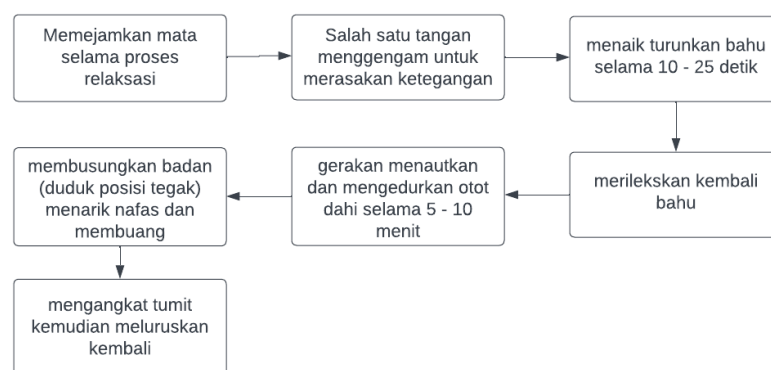 Memejamkan mata
selama proses
relaksasi
Salah satu tangan
menggengam untuk
merasakan ketegangan
menaik turunkan bahu
selama 10 - 25 detik
merilekskan kembali
bahu
gerakan menautkan
dan mengedurkan otot
dahi selama 5 - 10
menit
membusungkan badan
(duduk posisi tegak)
menarik nafas dan
membuang
mengangkat tumit
kemudian meluruskan
kembali